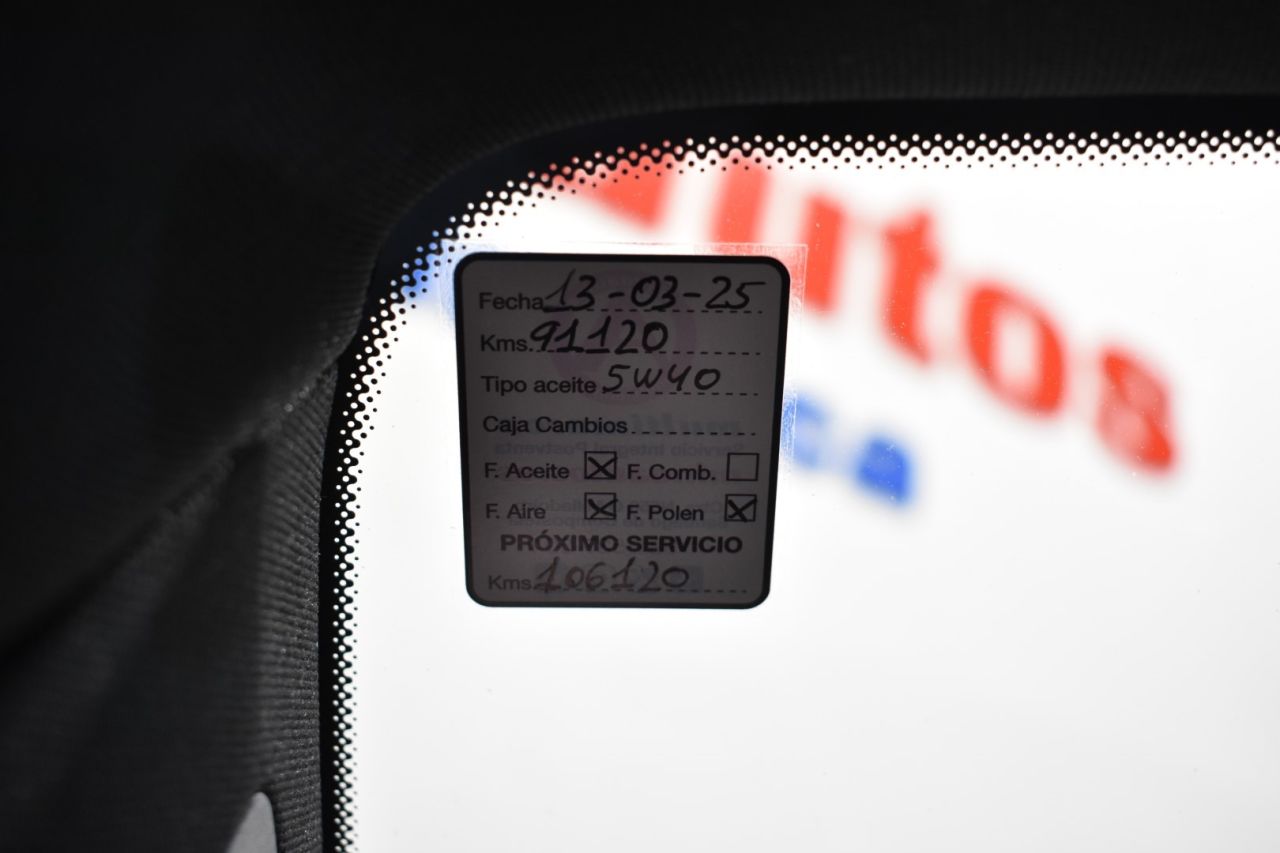 Fecha 13-03-25
Kms. 91120
Tipo aceite 5W40
Caja Cambios
F. Aceite ☒ F. Comb. ☐
F. Aire ☒ F. Polen ☒
PRÓXIMO SERVICIO
Kms. 106120